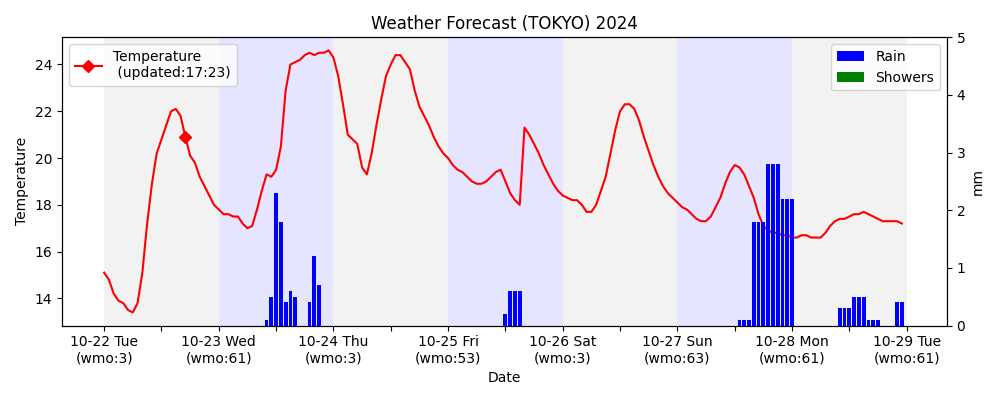 Weather Forecast (TOKYO) 2024
Temperature
(updated:17:23)
Rain
Showers
Temperature
24
22
20
18
16
14
5
4
3
2
1
0
mm
10-22 Tue
(wmo:3)
10-23 Wed
(wmo:61)
10-24 Thu
(wmo:3)
10-25 Fri
(wmo:53)
10-26 Sat
(wmo:3)
10-27 Sun
(wmo:63)
10-28 Mon
(wmo:61)
10-29 Tue
(wmo:61)
Date